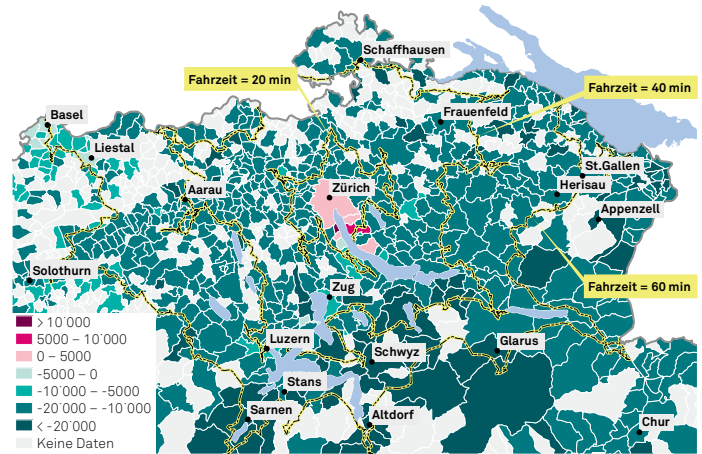 Schaffhausen
Fahrzeit = 20 min
Fahrzeit = 40 min
Basel
Frauenfeld
Liestal
St.Gallen
Aarau
Zürich
Herisau
Appenzell
Solothurn
Zug
Fahrzeit = 60 min
> 10'000
5000 – 10'000
0 – 5000
-5000 – 0
-10'000 – -5000
-20'000 – -10'000
< -20'000
Keine Daten
Luzern
Schwyz
Glarus
Stans
Sarnen
Altdorf
Chur